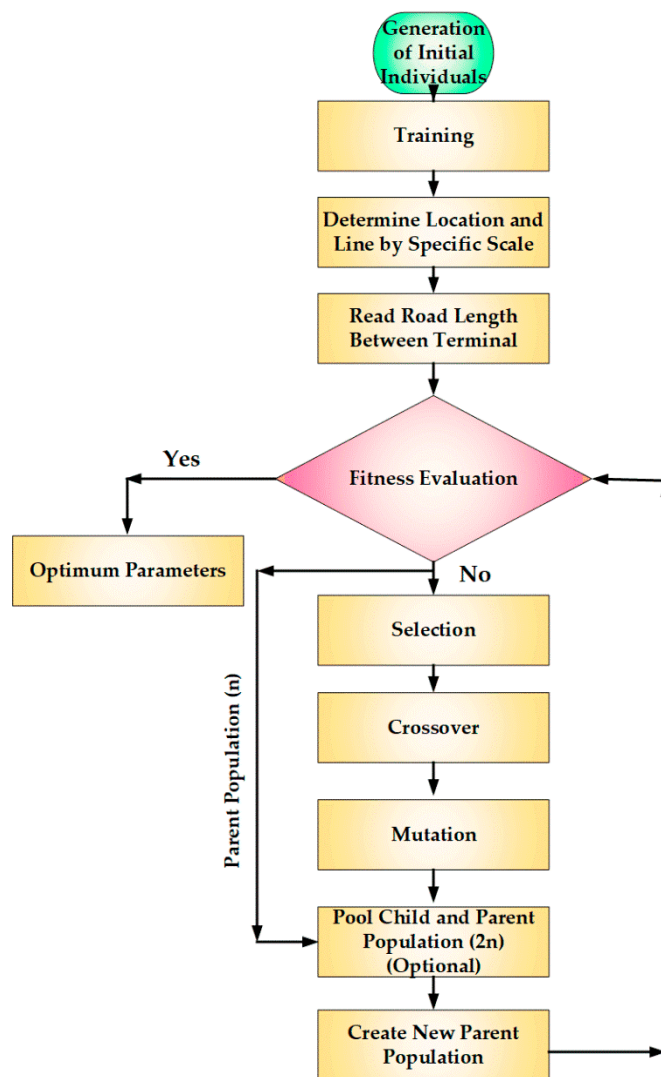 Generation
of Initial
Individuals
Training
Determine Location and
Line by Specific Scale
Read Road Length
Between Terminal
Fitness Evaluation
Yes
Optimum Parameters
No
Selection
Parent Population (n)
Crossover
Mutation
Pool Child and Parent
Population (2n)
(Optional)
Create New Parent
Population